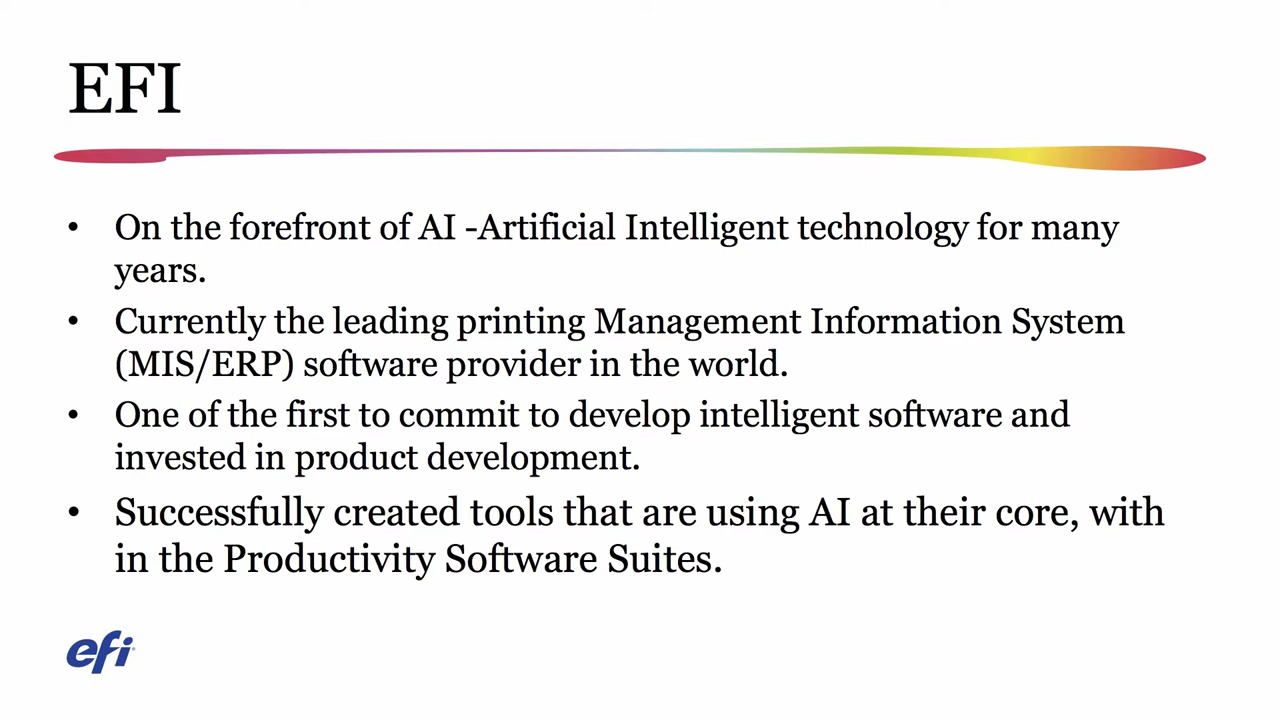 EFI
• On the forefront of AI -Artificial Intelligent technology for many
years.
• Currently the leading printing Management Information System
(MIS/ERP) software provider in the world.
• One of the first to commit to develop intelligent software and
invested in product development.
• Successfully created tools that are using AI at their core, with
in the Productivity Software Suites.
efi